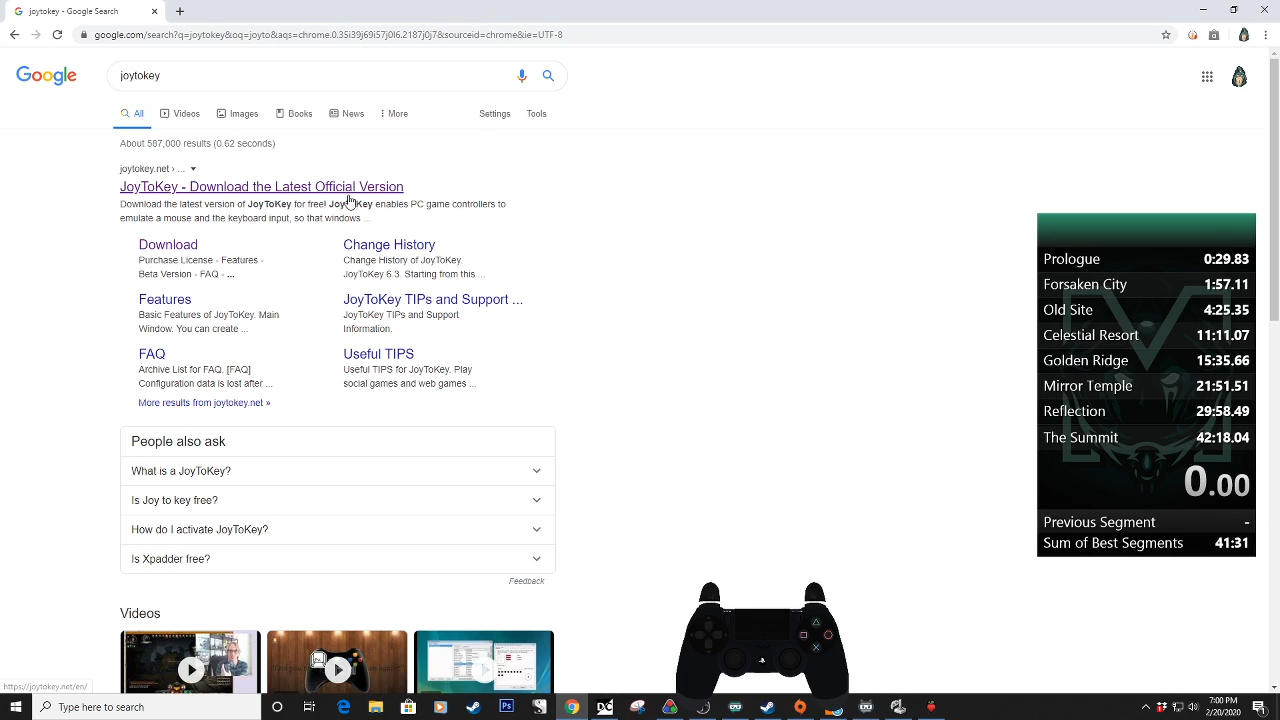 joytokey - Google Search
google.com/search?q=joytokey&oq=joyto&aqs=chrome.0.35i39j69i57j0l6.2187j0j7&sourceid=chrome&ie=UTF-8
Google
joytokey
All Videos Images Books News More Settings Tools
About 587,000 results (0.62 seconds)
joytokey.net › ...
JoyToKey - Download the Latest Official Version
Download the latest version of JoyToKey for free! JoyToKey enables PC game controllers to
emulate a mouse and the keyboard input, so that windows ...
Download
Purchase License - Features -
Beta Version - FAQ - ...
Change History
Change History of JoyToKey.
JoyToKey 6.3. Starting from this ...
Features
Basic Features of JoyToKey. Main
Window. You can create ...
JoyToKey TIPs and Support ...
JoyToKey TIPs and Support
Information.
FAQ
Archive List for FAQ. [FAQ]
Configuration data is lost after ...
Useful TIPS
Useful TIPS for JoyToKey. Play
social games and web games ...
More results from joytokey.net »
People also ask
What is a JoyToKey?
Is Joy to key free?
How do I activate JoyToKey?
Is Xpadder free?
Feedback
Videos
https://joytokey.net/en/
Prologue 0:29.83
Forsaken City 1:57.11
Old Site 4:25.35
Celestial Resort 11:11.07
Golden Ridge 15:35.66
Mirror Temple 21:51.51
Reflection 29:58.49
The Summit 42:18.04
0.00
Previous Segment -
Sum of Best Segments 41:31
Type here to search
Ps
7:00 PM
2/20/2020